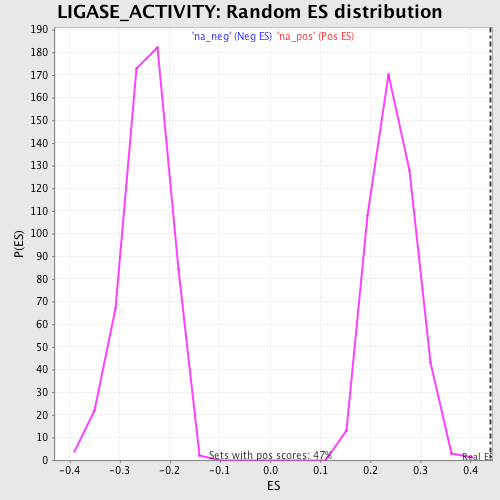 LIGASE_ACTIVITY: Random ES distribution
'na_neg' (Neg ES) 'na_pos' (Pos ES)
190
180
170
160
150
140
130
120
110
100
90
80
70
60
50
40
30
20
10
0
P(ES)
Sets with pos scores: 47%
Real ES
-0.4 -0.3 -0.2 -0.1 0.0 0.1 0.2 0.3 0.4
ES